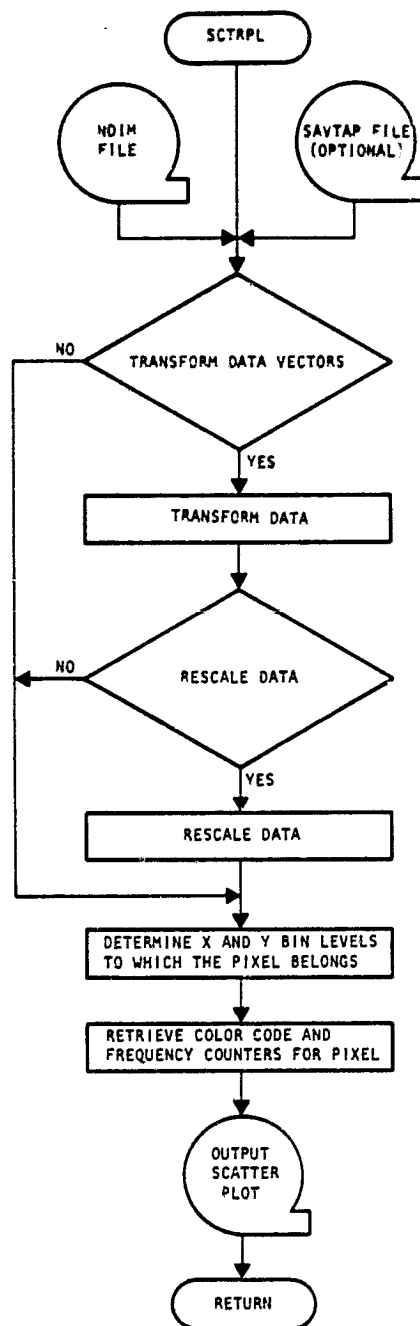 SCTRPL
NDIM
FILE
SAVTAP FILE
(OPTIONAL)
NO
TRANSFORM DATA VECTORS
YES
TRANSFORM DATA
NO
RESCALE DATA
YES
RESCALE DATA
DETERMINE X AND Y BIN LEVELS
TO WHICH THE PIXEL BELONGS
RETRIEVE COLOR CODE AND
FREQUENCY COUNTERS FOR PIXEL
OUTPUT
SCATTER
PLOT
RETURN